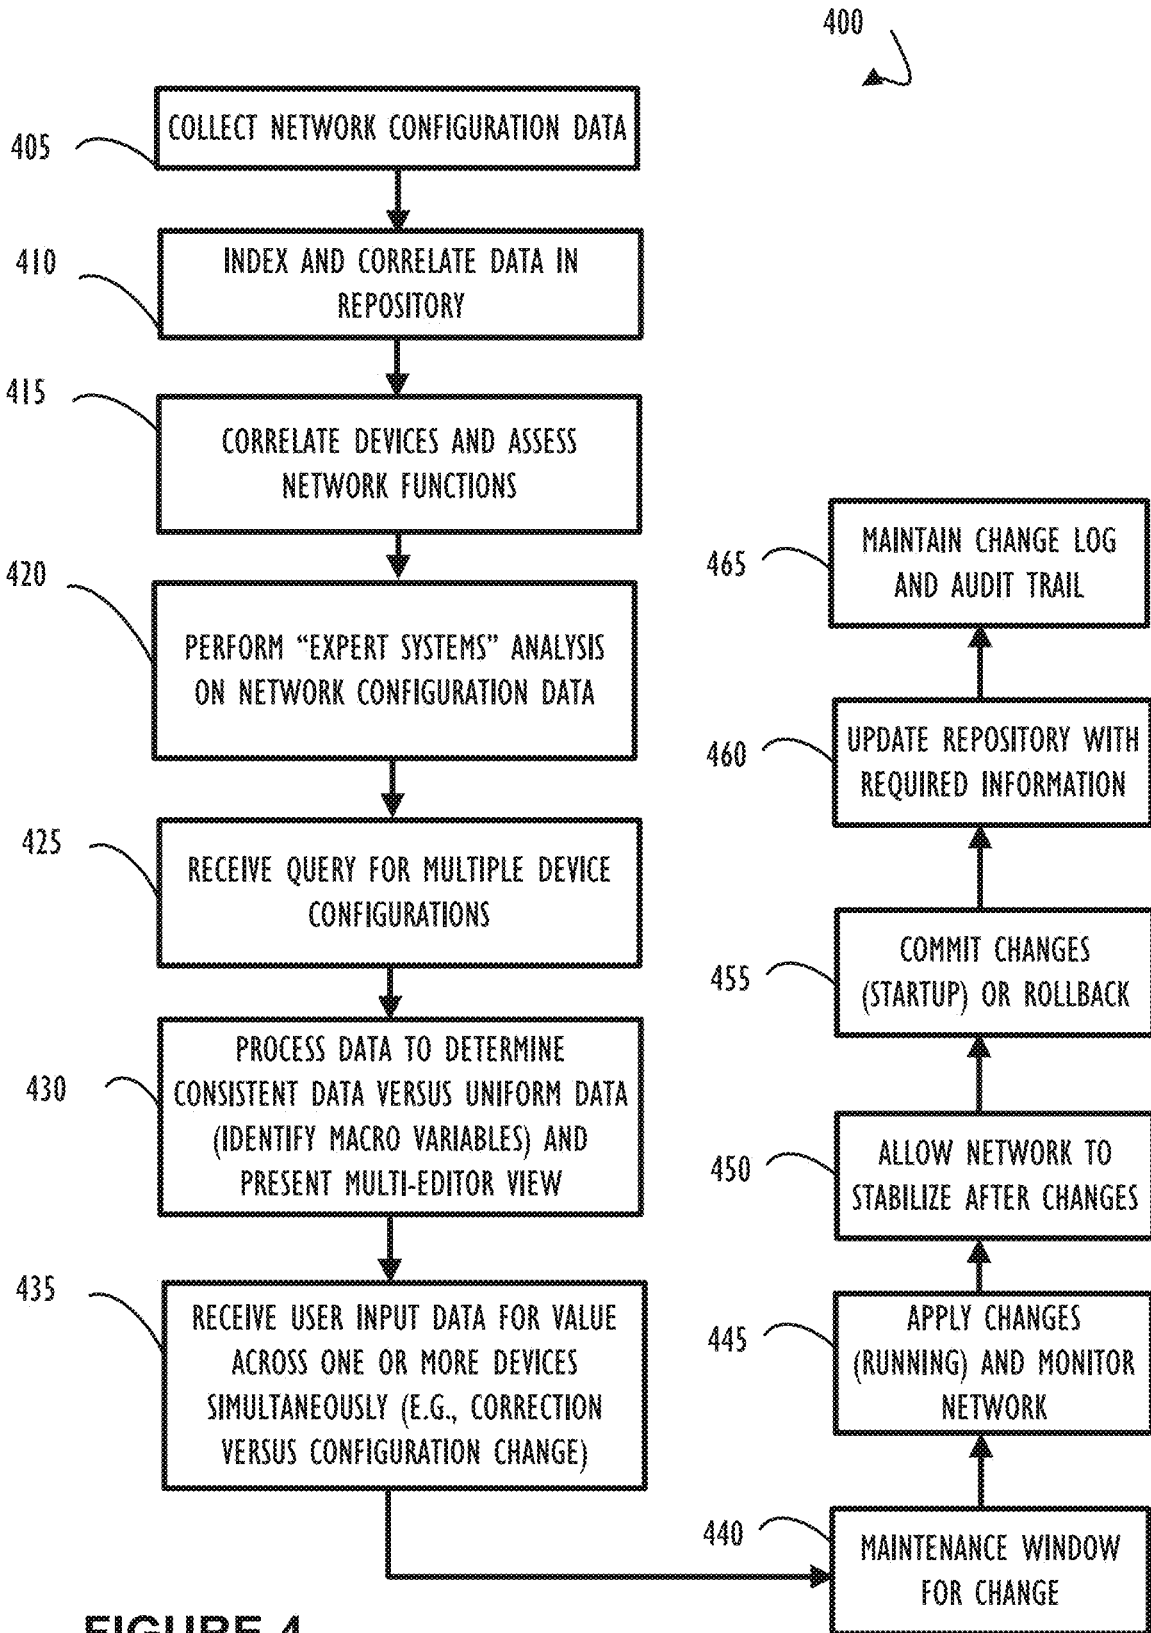 400
405
COLLECT NETWORK CONFIGURATION DATA
410
INDEX AND CORRELATE DATA IN
REPOSITORY
415
CORRELATE DEVICES AND ASSESS
NETWORK FUNCTIONS
420
PERFORM “EXPERT SYSTEMS” ANALYSIS
ON NETWORK CONFIGURATION DATA
425
RECEIVE QUERY FOR MULTIPLE DEVICE
CONFIGURATIONS
430
PROCESS DATA TO DETERMINE
CONSISTENT DATA VERSUS UNIFORM DATA
(IDENTIFY MACRO VARIABLES) AND
PRESENT MULTI-EDITOR VIEW
435
RECEIVE USER INPUT DATA FOR VALUE
ACROSS ONE OR MORE DEVICES
SIMULTANEOUSLY (E.G., CORRECTION
VERSUS CONFIGURATION CHANGE)
465
MAINTAIN CHANGE LOG
AND AUDIT TRAIL
460
UPDATE REPOSITORY WITH
REQUIRED INFORMATION
455
COMMIT CHANGES
(STARTUP) OR ROLLBACK
450
ALLOW NETWORK TO
STABILIZE AFTER CHANGES
445
APPLY CHANGES
(RUNNING) AND MONITOR
NETWORK
440
MAINTENANCE WINDOW
FOR CHANGE
FIGURE 4